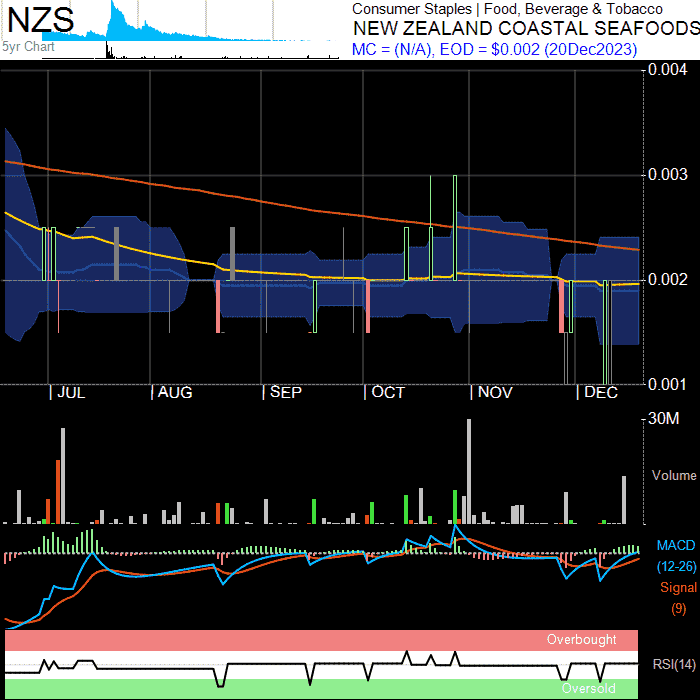 NZS
5yr Chart
Consumer Staples | Food, Beverage & Tobacco
NEW ZEALAND COASTAL SEAFOODS
MC = (N/A), EOD = $0.002 (20Dec2023)
0.004
0.003
0.002
0.001
| JUL | AUG | SEP | OCT | NOV | DEC
30M
Volume
MACD
(12-26)
Signal
(9)
Overbought
RSI(14)
Oversold